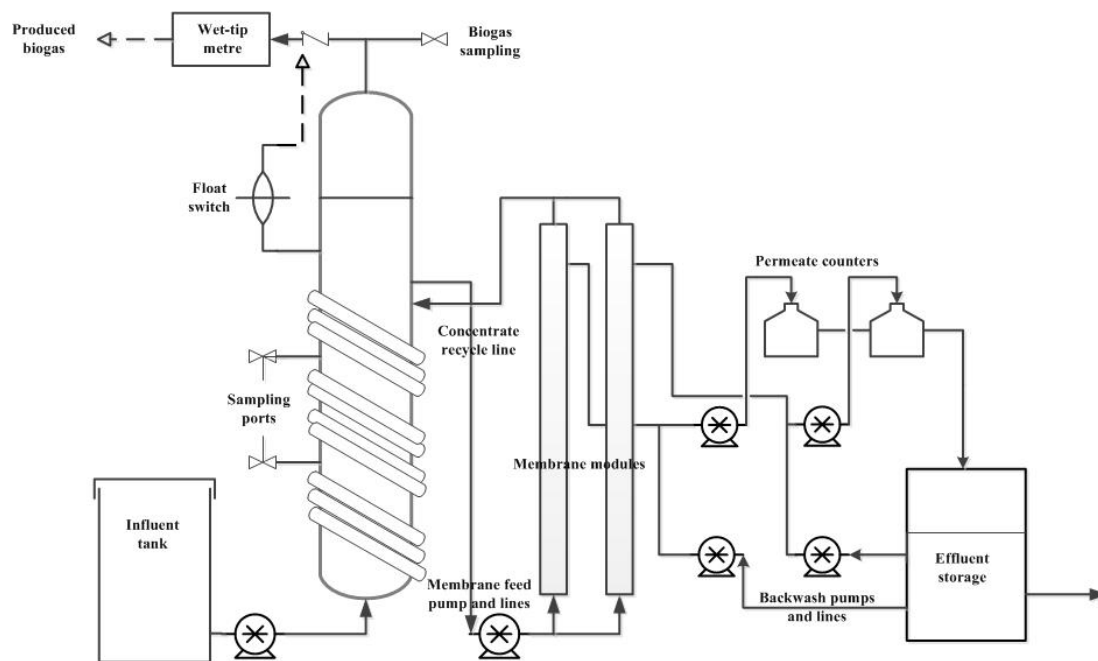 Produced
biogas
Wet-tip
metre
Biogas
sampling
Float
switch
Permeate counters
Concentrate
recycle line
Sampling
ports
Membrane modules
Influent
tank
Membrane feed
pump and lines
Effluent
storage
Backwash pumps
and lines